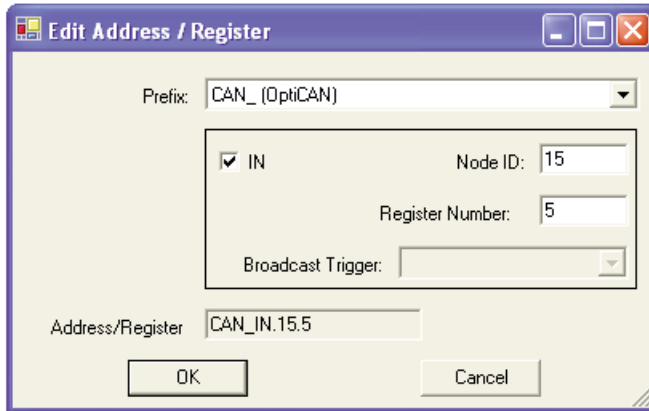 Edit Address / Register
Prefix: CAN_ (OptiCAN)
IN Node ID: 15
Register Number: 5
Broadcast Trigger:
Address/Register CAN_IN.15.5
OK Cancel